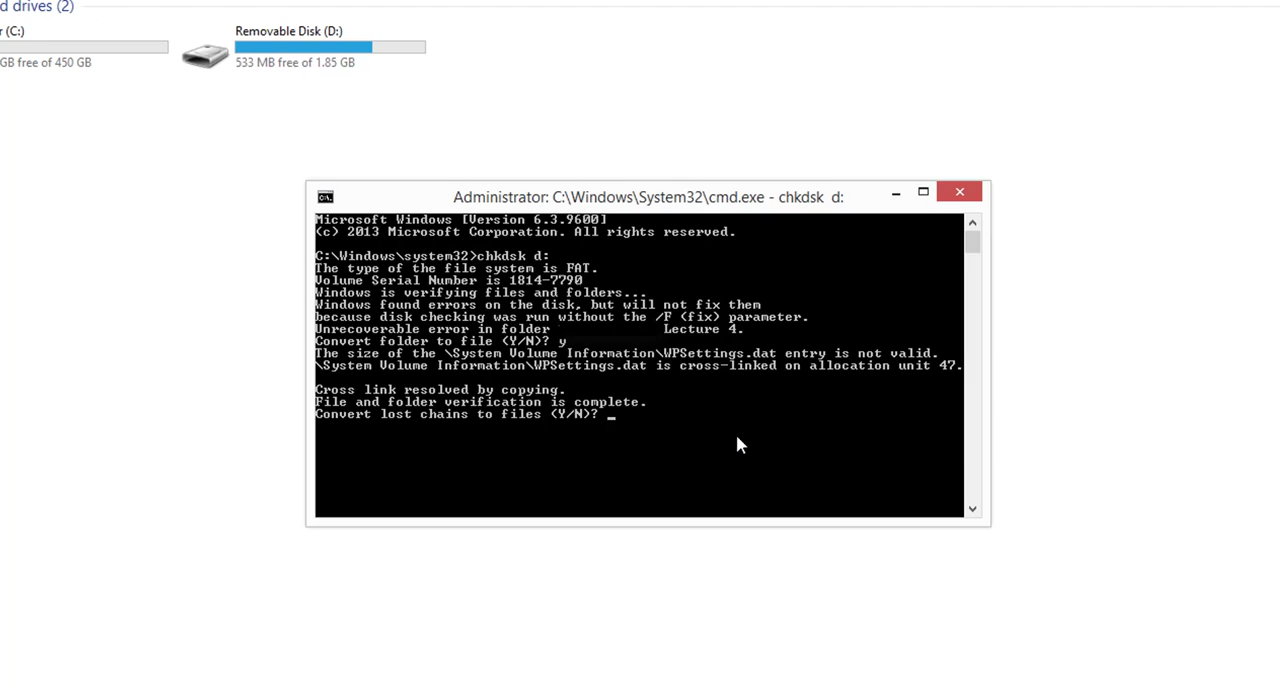 d drives (2)
r (C:)
GB free of 450 GB
Removable Disk (D:)
533 MB free of 1.85 GB
Administrator: C:\Windows\System32\cmd.exe - chkdsk  d:
Microsoft Windows [Version 6.3.9600]
(c) 2013 Microsoft Corporation. All rights reserved.
C:\Windows\system32>chkdsk d:
The type of the file system is FAT.
Volume Serial Number is 1814-7790
Windows is verifying files and folders...
Windows found errors on the disk, but will not fix them
because disk checking was run without the /F (fix) parameter.
Unrecoverable error in folder Lecture 4.
Convert folder to file (Y/N)? y
The size of the \System Volume Information\WPSettings.dat entry is not valid.
\System Volume Information\WPSettings.dat is cross-linked on allocation unit 47.
Cross link resolved by copying.
File and folder verification is complete.
Convert lost chains to files (Y/N)? _